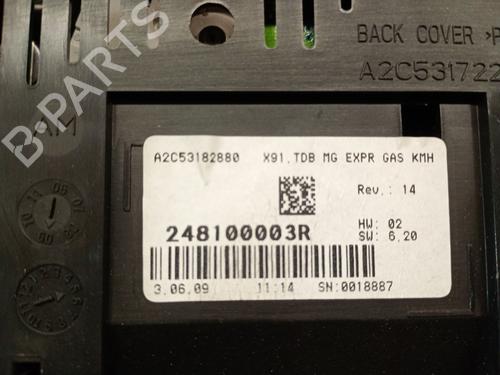 B-PARTS
BACK COVER >P
A2C531722
AM
A2C53182880 X91.TDB MG EXPR GAS KMH
Rev.: 14
248100003R
HW: 02
SW: 6.20
3.06.09 11:14 SN:0018887